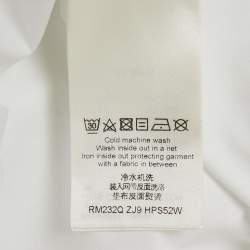 30
Cold machine wash
Wash inside out in a net
Iron inside out protecting garment
with a fabric in between
冷水机洗
装入网兜反面洗涤
垫布反面熨烫
RM232Q ZJ9 HPS52W